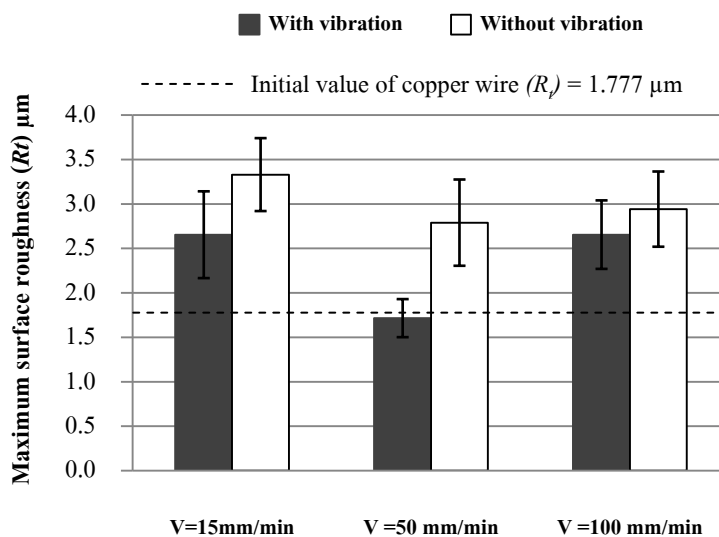 With vibration Without vibration
Initial value of copper wire (Rt) = 1.777 µm
Maximum surface roughness (Rt) µm
4.0
3.5
3.0
2.5
2.0
1.5
1.0
0.5
0.0
V=15mm/min V =50 mm/min V =100 mm/min